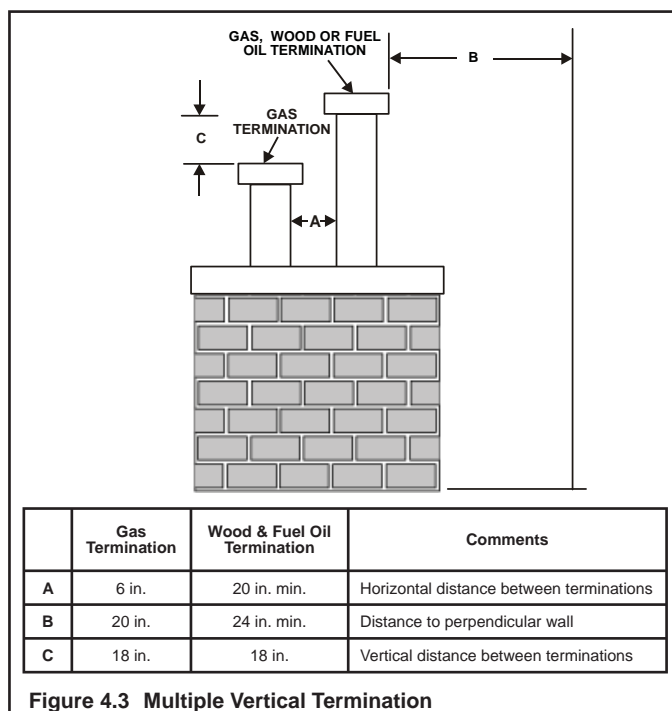 GAS, WOOD OR FUEL
OIL TERMINATION
B
GAS
TERMINATION
C
A
Gas
Termination
Wood & Fuel Oil
Termination
Comments
A 6 in. 20 in. min. Horizontal distance between terminations
B 20 in. 24 in. min. Distance to perpendicular wall
C 18 in. 18 in. Vertical distance between terminations
Figure 4.3 Multiple Vertical Termination